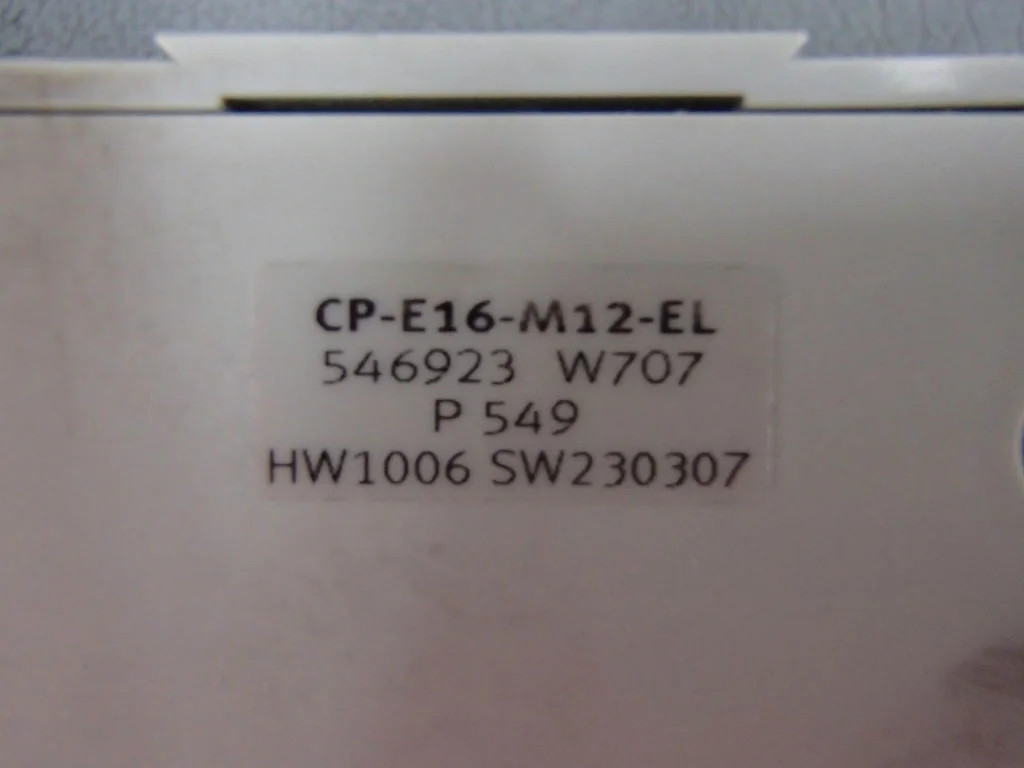 CP-E16-M12-EL
546923 W707
P 549
HW1006 SW230307